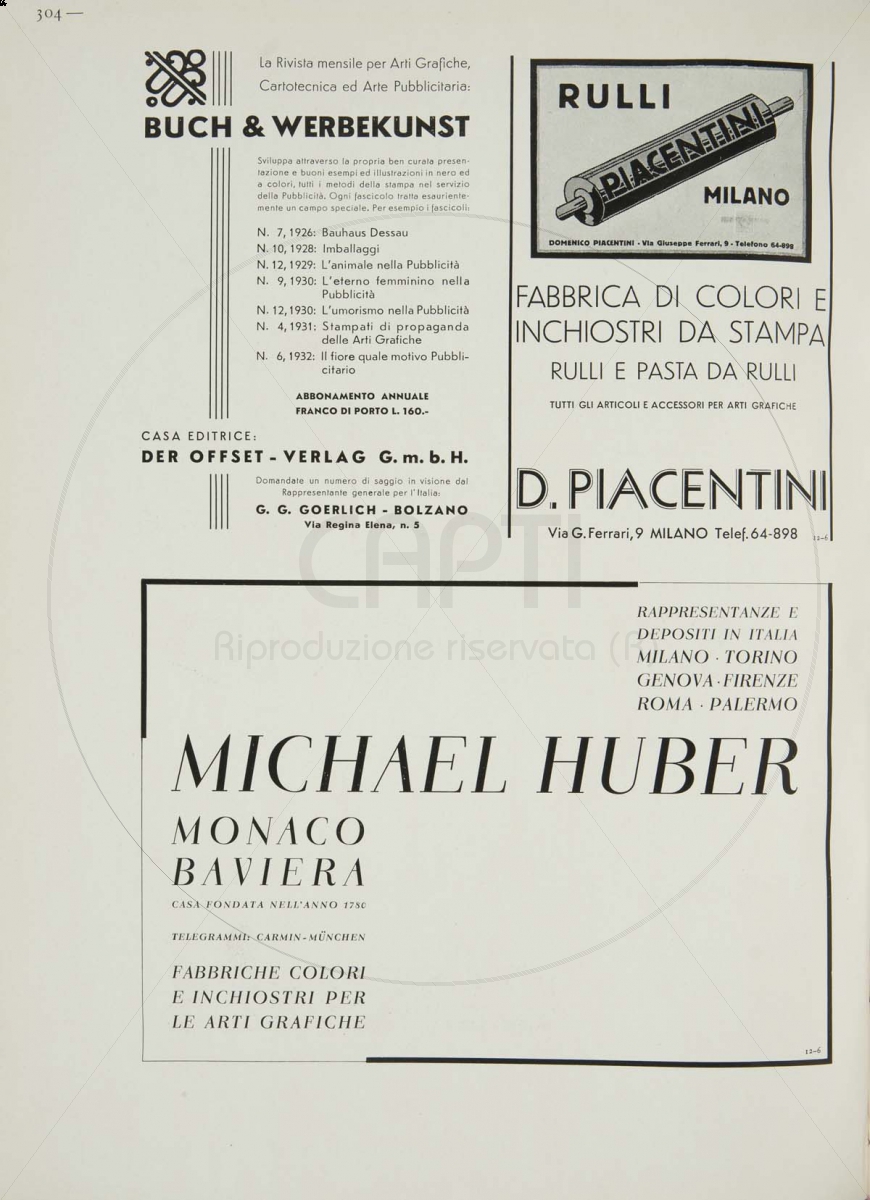 304 —
La Rivista mensile per Arti Grafiche,
Cartotecnica ed Arte Pubblicitaria:
BUCH & WERBEKUNST
Sviluppa attraverso la propria ben curata presen-
tazione e buoni esempi ed illustrazioni in nero ed
a colori, tutti i metodi della stampa nel servizio
della Pubblicità. Ogni fascicolo tratta esauriente-
mente un campo speciale. Per esempio i fascicoli:
N. 7, 1926: Bauhaus Dessau
N. 10, 1928: Imballaggi
N. 12, 1929: L'animale nella Pubblicità
N. 9, 1930: L'eterno femminino nella
Pubblicità
N. 12, 1930: L'umorismo nella Pubblicità
N. 4, 1931: Stampati di propaganda
delle Arti Grafiche
N. 6, 1932: Il fiore quale motivo Pubbli-
citario
ABBONAMENTO ANNUALE
FRANCO DI PORTO L. 160.-
CASA EDITRICE:
DER OFFSET - VERLAG G. m. b. H.
Domandate un numero di saggio in visione dal
Rappresentante generale per l'Italia:
G. G. GOERLICH - BOLZANO
Via Regina Elena, n. 5
RULLI
PIACENTINI
MILANO
DOMENICO PIACENTINI - Via Giuseppe Ferrari, 9 - Telefono 64-898
FABBRICA DI COLORI E
INCHIOSTRI DA STAMPA
RULLI E PASTA DA RULLI
TUTTI GLI ARTICOLI E ACCESSORI PER ARTI GRAFICHE
D. PIACENTINI
Via G. Ferrari, 9 MILANO Telef. 64-898
12-6
CAPTI
Riproduzione riservata (R)
RAPPRESENTANZE E
DEPOSITI IN ITALIA
MILANO · TORINO
GENOVA · FIRENZE
ROMA · PALERMO
MICHAEL HUBER
MONACO
BAVIERA
CASA FONDATA NELL'ANNO 1780
TELEGRAMMI: CARMIN-MÜNCHEN
FABBRICHE COLORI
E INCHIOSTRI PER
LE ARTI GRAFICHE
12-6